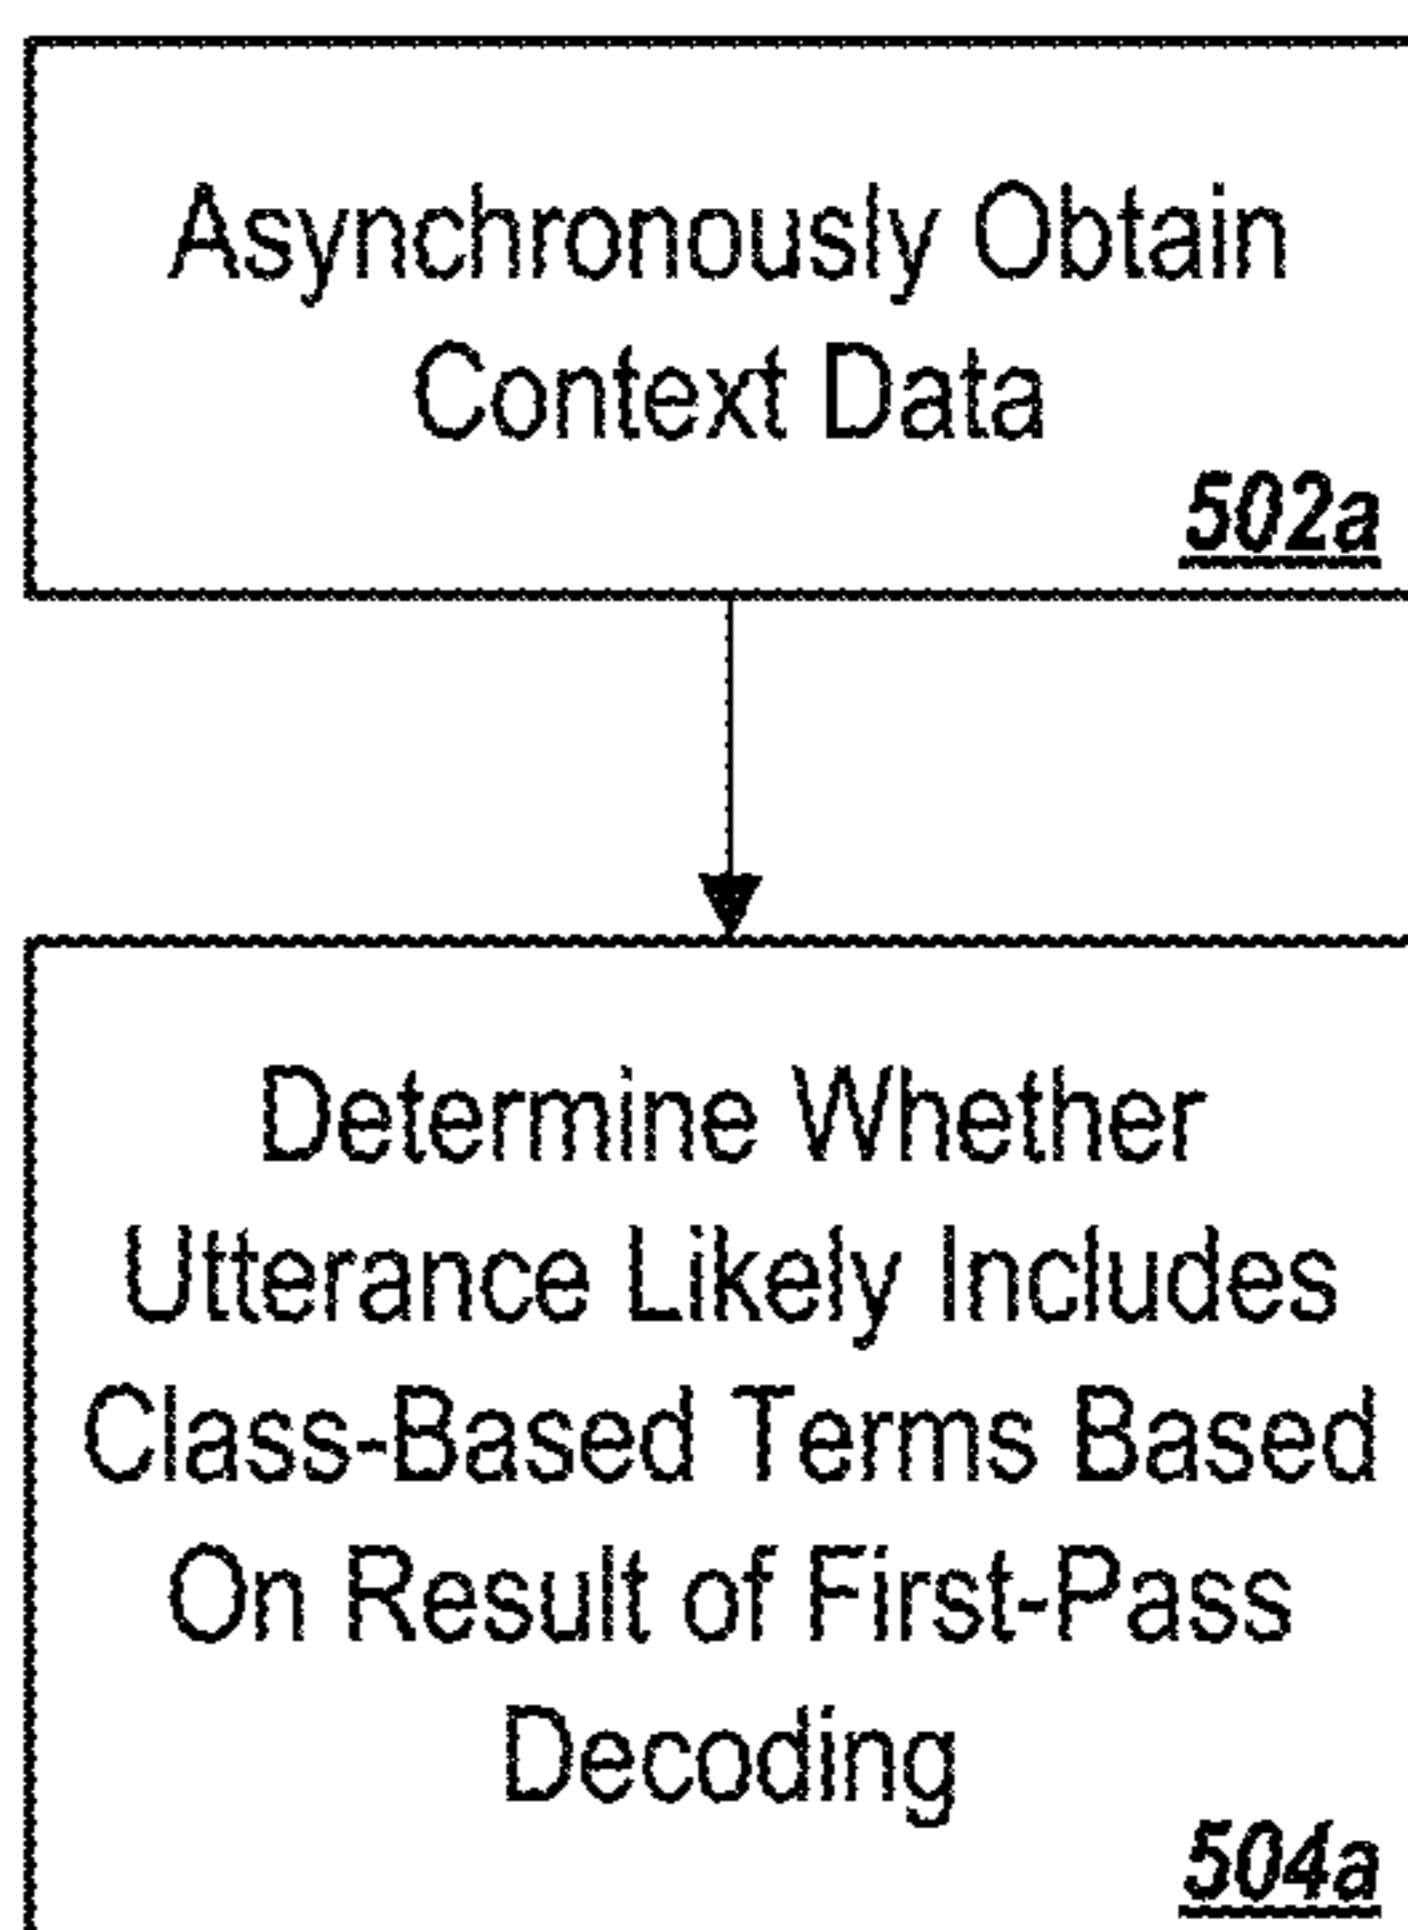 Asynchronously Obtain
Context Data
502a
Determine Whether
Utterance Likely Includes
Class-Based Terms Based
On Result of First-Pass
Decoding
504a